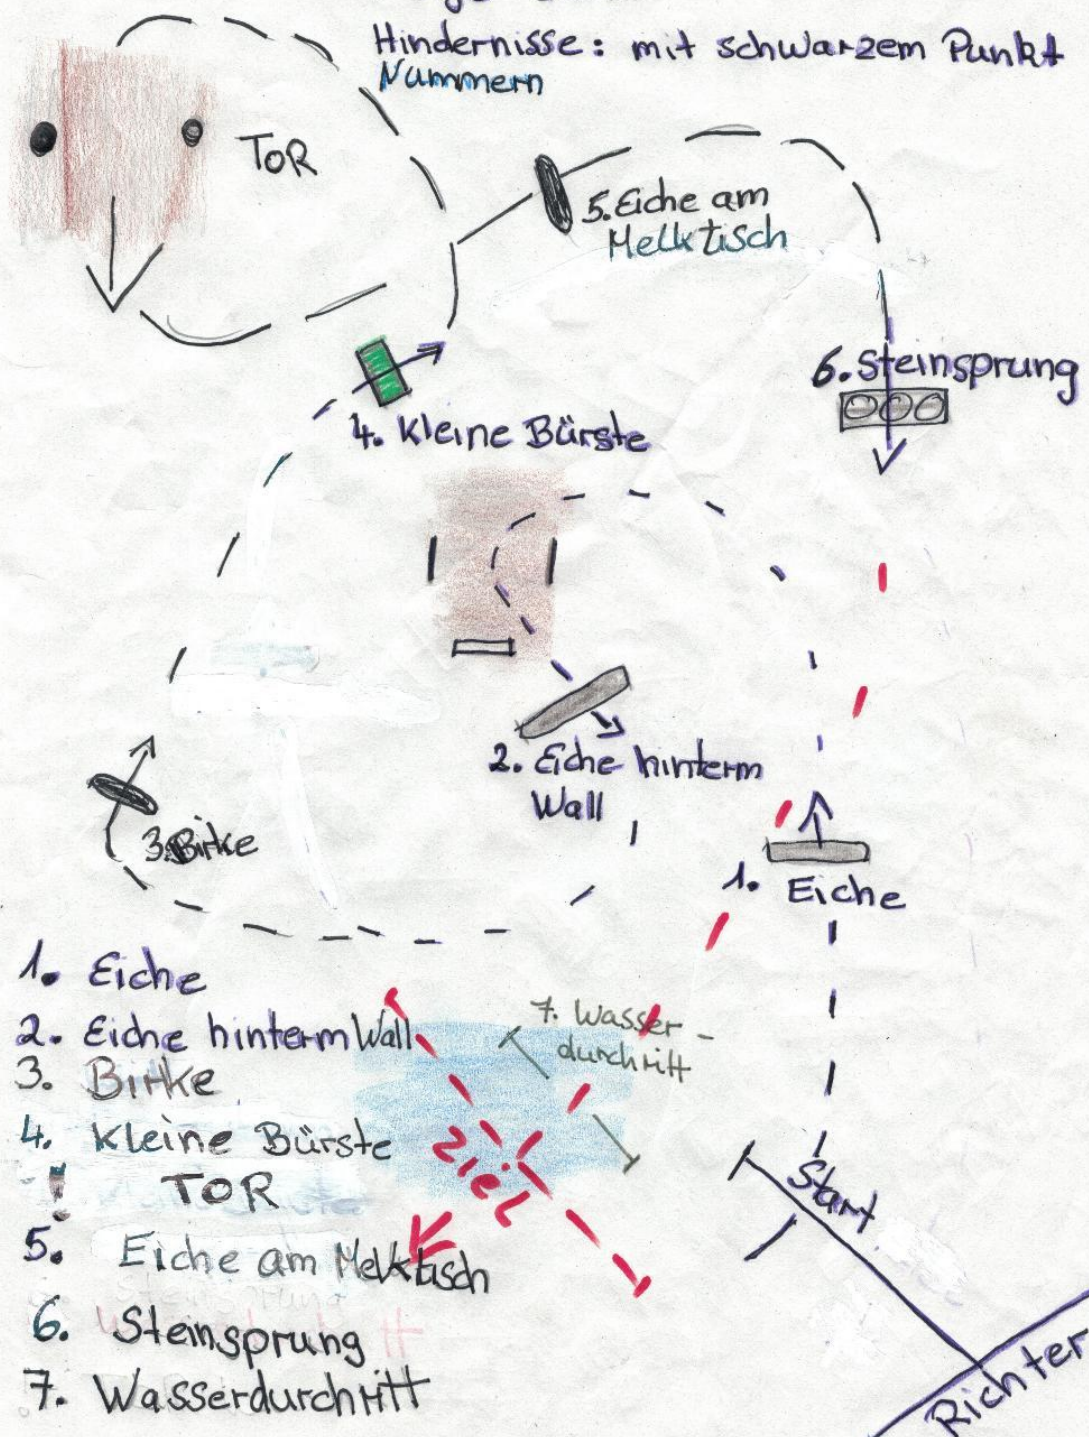 Hindernisse: mit schwarzem Punkt
Nummern
TOR
5. Eiche am
Melktisch
6. Steinsprung
4. Kleine Bürste
2. Eiche hinterm
Wall
3. Birke
1. Eiche
7. Wasser-
durchritt
Ziel
Start
Richter
1. Eiche
2. Eiche hinterm Wall
3. Birke
4. Kleine Bürste
! TOR
5. Eiche am Melktisch
6. Steinsprung
7. Wasserdurchritt